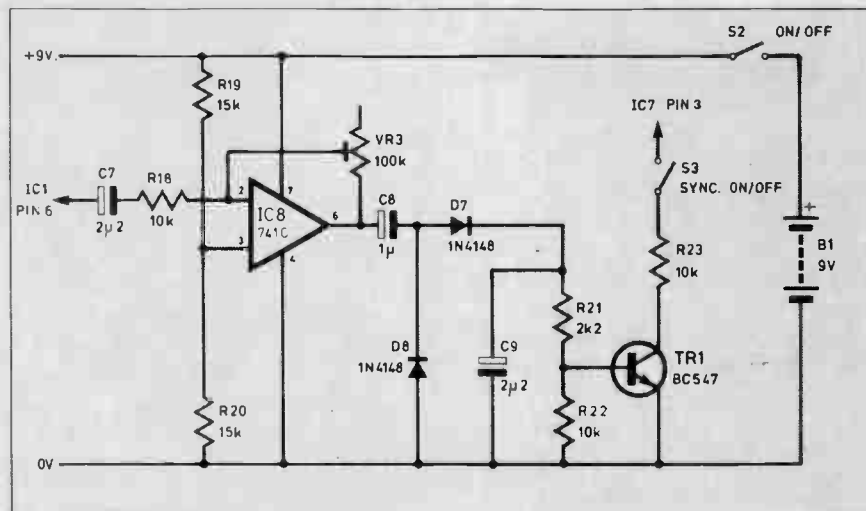 +9V.
S2 ON/OFF
R19
15k
IC7 PIN 3
VR3
100k
S3
SYNC. ON/OFF
C7
R18
IC1
PIN 6
2µ2
10k
2
7
IC8
741C
6
3
4
C8
1µ
D7
1N4148
+
B1
9V
R23
10k
R21
2k2
D8
1N4148
C9
2µ2
TR1
BC547
R20
15k
R22
10k
0V